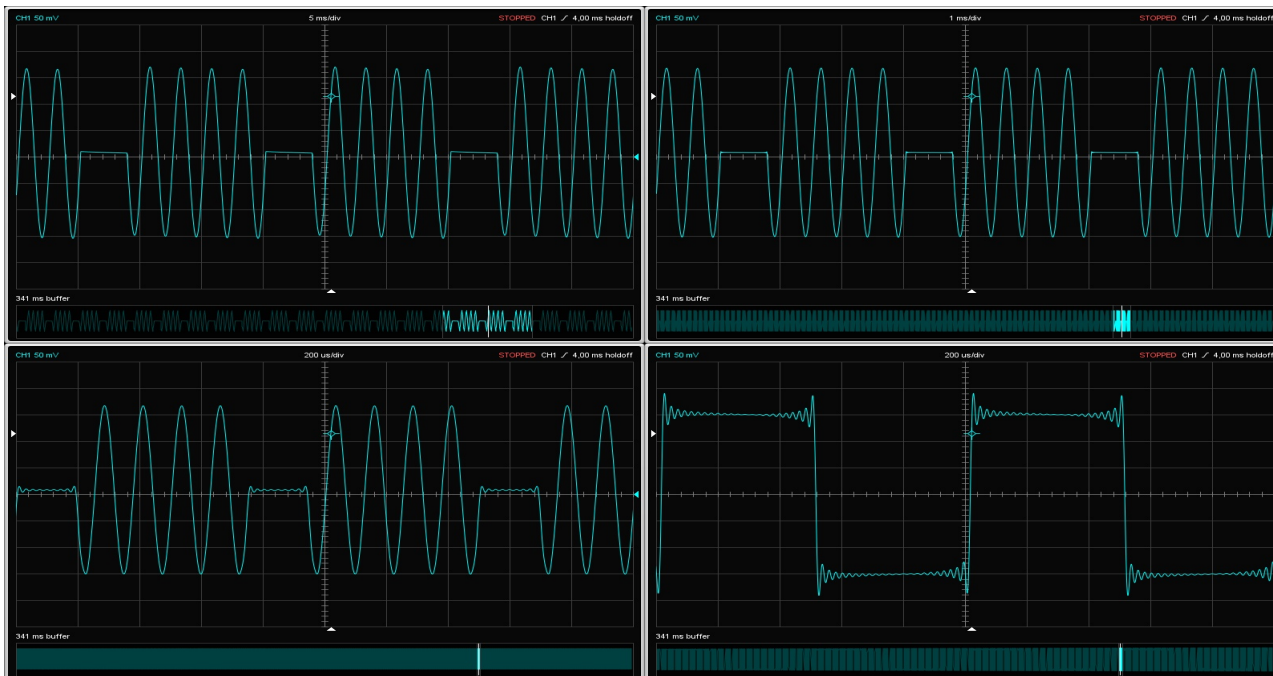 CH1 50 mV 5 ms/div STOPPED CH1 4,00 ms holdoff
341 ms buffer
CH1 50 mV 1 ms/div STOPPED CH1 4,00 ms holdoff
341 ms buffer
CH1 50 mV 200 us/div STOPPED CH1 4,00 ms holdoff
341 ms buffer
CH1 50 mV 200 us/div STOPPED CH1 4,00 ms holdoff
341 ms buffer